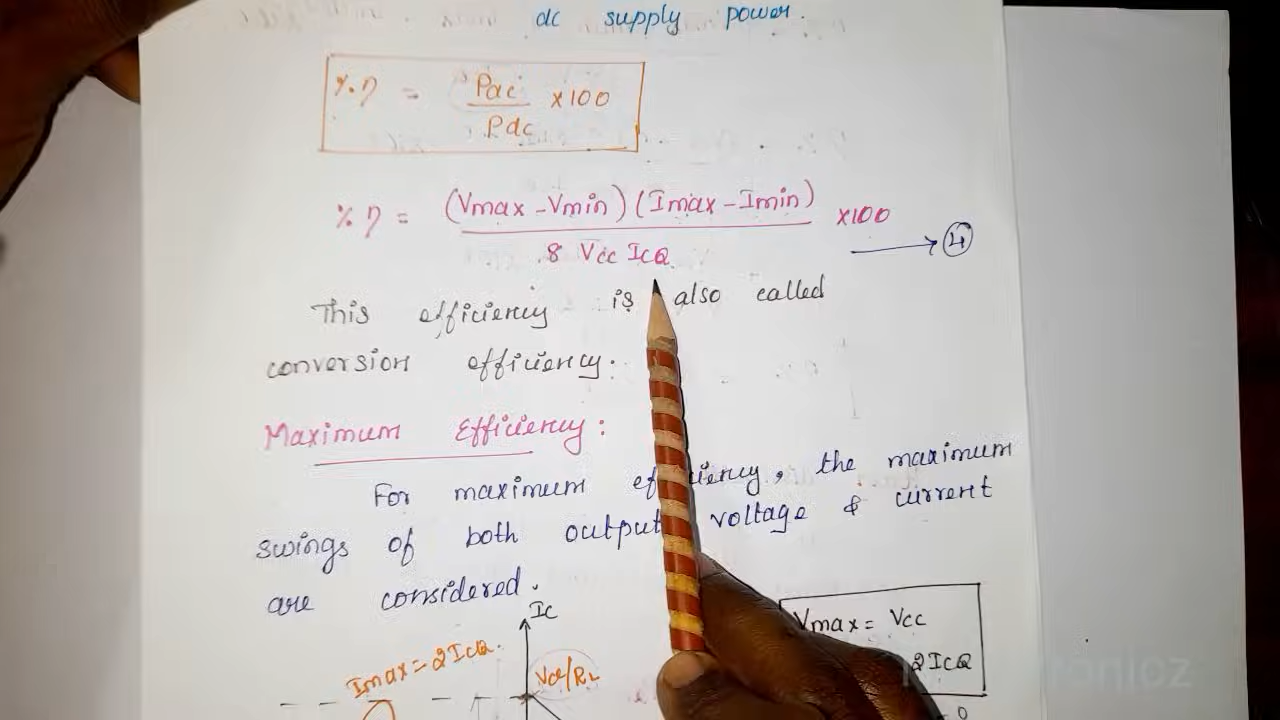 dc supply power.
%η = Pac / Pdc ×100
%η = (Vmax - Vmin) (Imax - Imin) / 8 Vcc ICQ ×100 → 4
This efficiency is also called
conversion efficiency.
Maximum Efficiency:
For maximum efficiency, the maximum
swings of both output voltage & current
are considered.
Ic
Vmax = Vcc
Imax = 2ICQ.
Vcc/RL
2ICQ
= 0